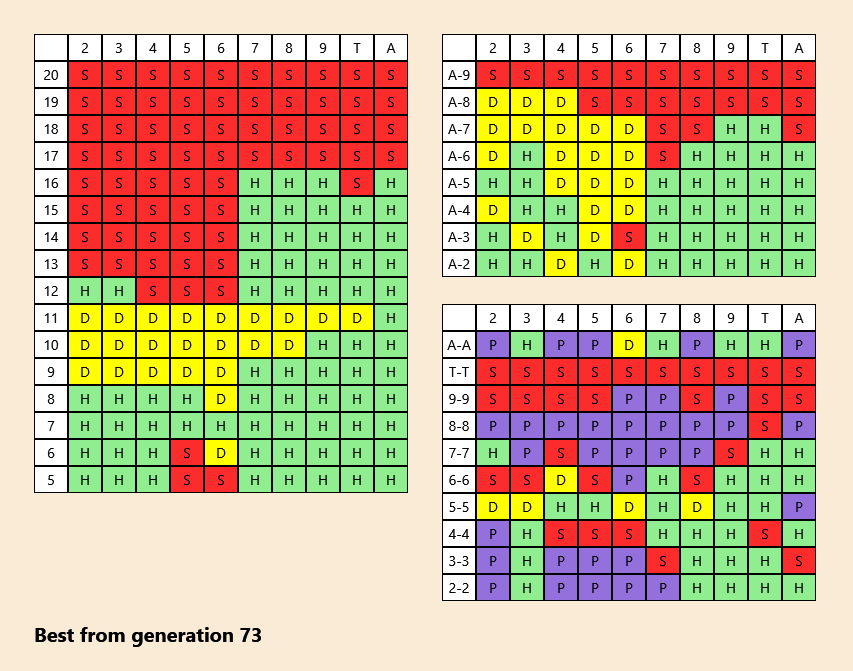 2 3 4 5 6 7 8 9 T A
20 S S S S S S S S S S
19 S S S S S S S S S S
18 S S S S S S S S S S
17 S S S S S S S S S S
16 S S S S S H H H S H
15 S S S S S H H H H H
14 S S S S S H H H H H
13 S S S S S H H H H H
12 H H S S S H H H H H
11 D D D D D D D D D H
10 D D D D D D D H H H
9 D D D D D H H H H H
8 H H H H D H H H H H
7 H H H H H H H H H H
6 H H H S D H H H H H
5 H H H S S H H H H H
2 3 4 5 6 7 8 9 T A
A-9 S S S S S S S S S S
A-8 D D D S S S S S S S
A-7 D D D D D S S H H S
A-6 D H D D D S H H H H
A-5 H H D D D H H H H H
A-4 D H H D D H H H H H
A-3 H D H D S H H H H H
A-2 H H D H D H H H H H
2 3 4 5 6 7 8 9 T A
A-A P H P P D H P H H P
T-T S S S S S S S S S S
9-9 S S S S P P S P S S
8-8 P P P P P P P P S P
7-7 H P S P P P P S H H
6-6 S S D S P H S H H H
5-5 D D H H D H D H H P
4-4 P H S S S H H H S H
3-3 P H P P P S H H H S
2-2 P H P P P P H H H H
Best from generation 73